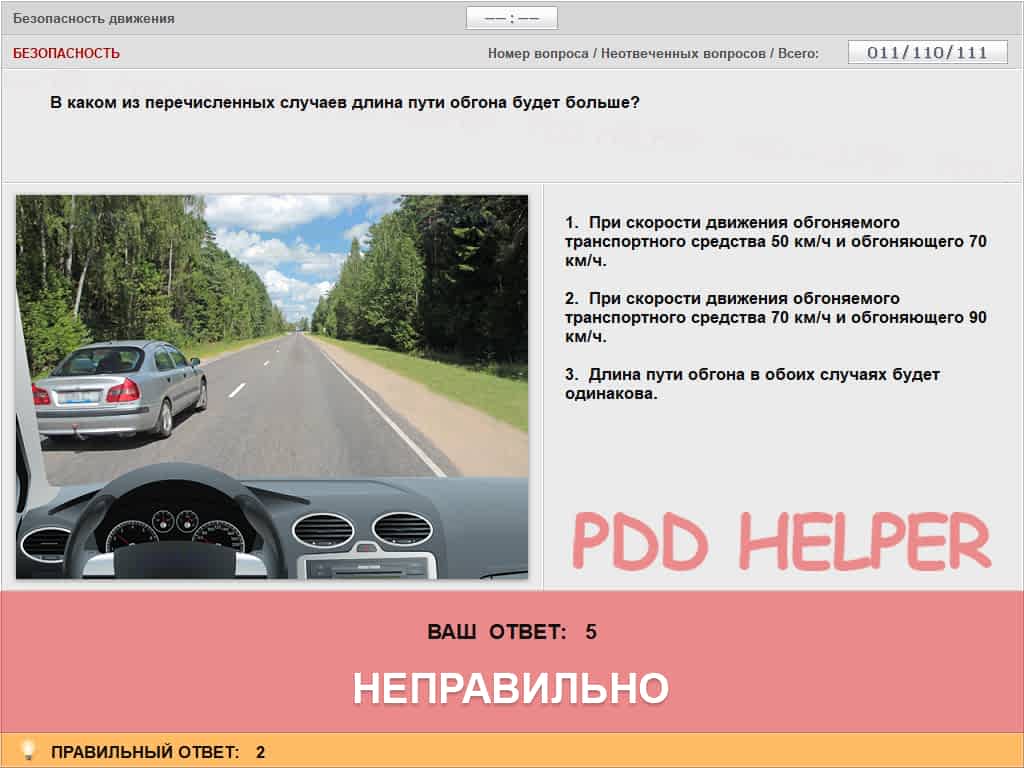 Безопасность движения
—— : ——
БЕЗОПАСНОСТЬ
Номер вопроса / Неотвеченных вопросов / Всего:
011/110/111
В каком из перечисленных случаев длина пути обгона будет больше?
1. При скорости движения обгоняемого
транспортного средства 50 км/ч и обгоняющего 70
км/ч.
2. При скорости движения обгоняемого
транспортного средства 70 км/ч и обгоняющего 90
км/ч.
3. Длина пути обгона в обоих случаях будет
одинакова.
PDD HELPER
ВАШ ОТВЕТ: 5
НЕПРАВИЛЬНО
ПРАВИЛЬНЫЙ ОТВЕТ: 2